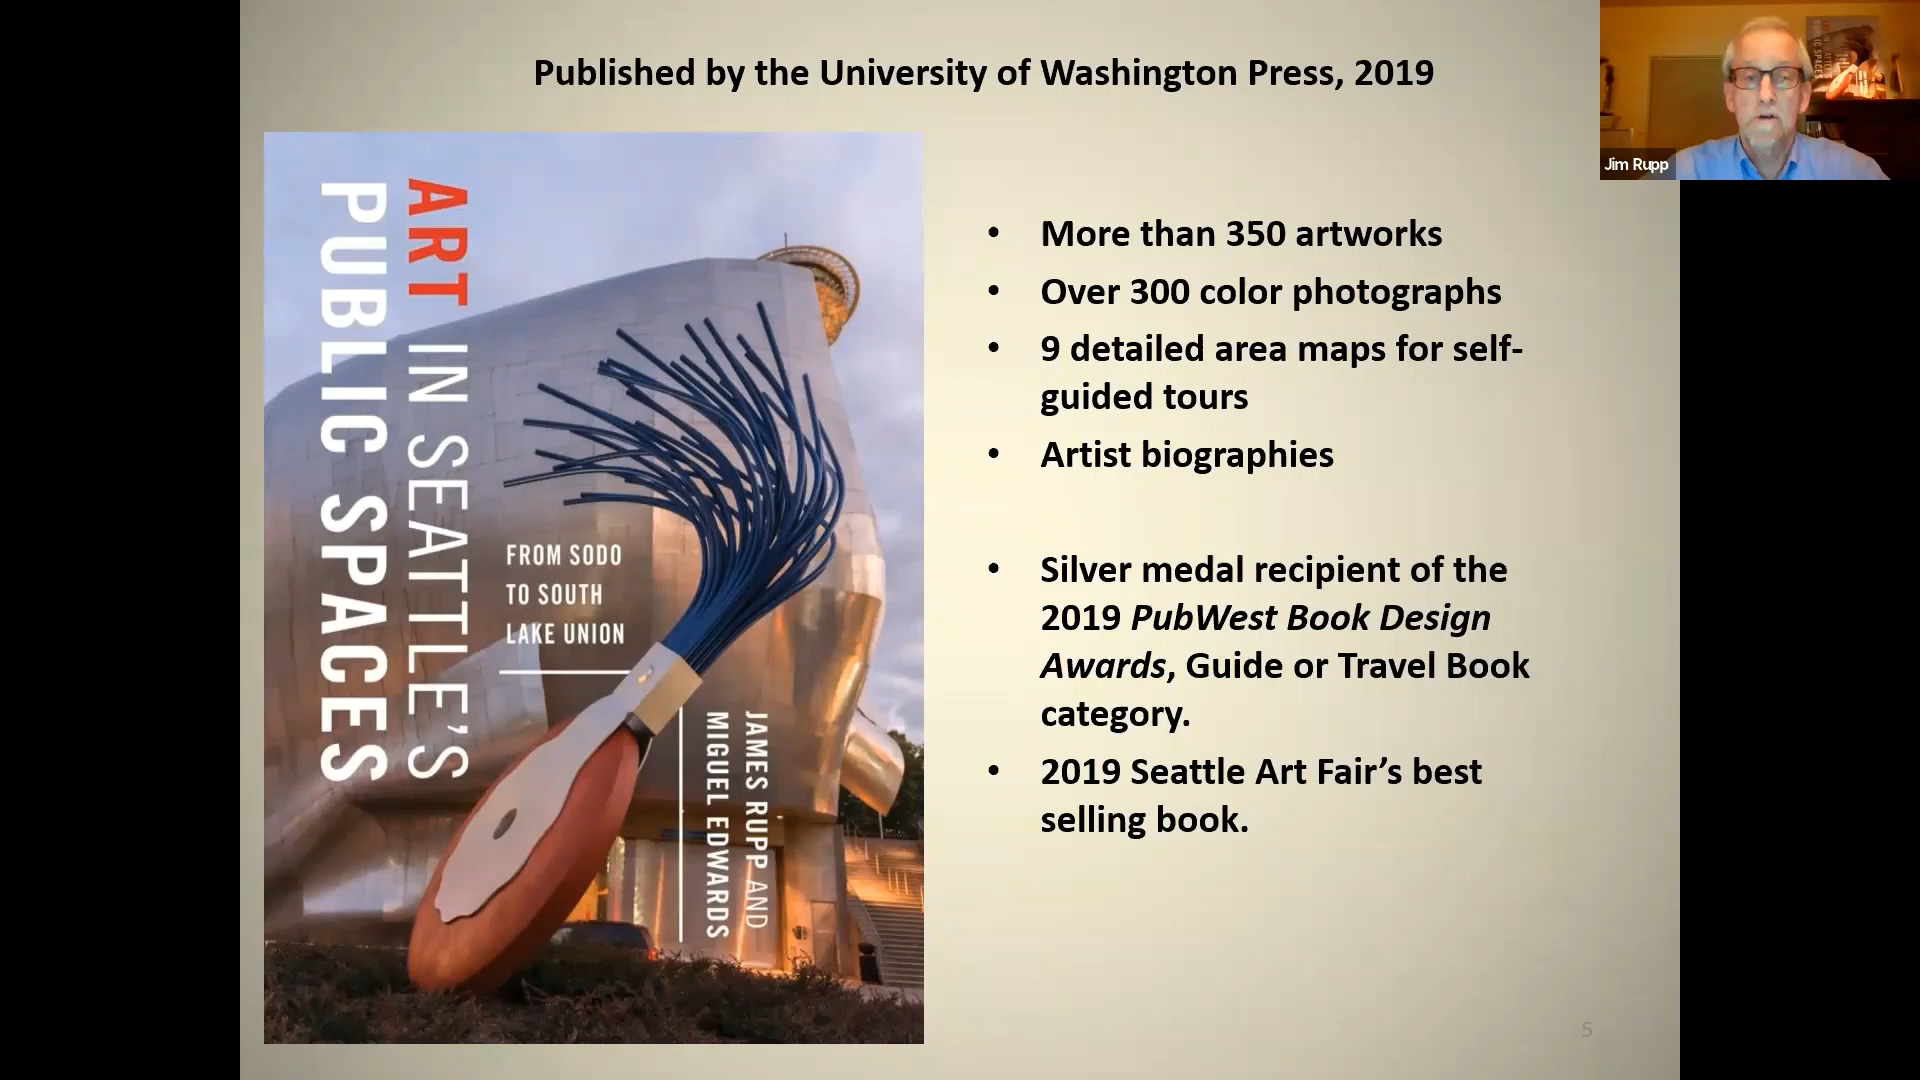 Published by the University of Washington Press, 2019
ART IN SEATTLE'S
PUBLIC SPACES
FROM SODO
TO SOUTH
LAKE UNION
JAMES RUPP AND
MIGUEL EDWARDS
• More than 350 artworks
• Over 300 color photographs
• 9 detailed area maps for self-
guided tours
• Artist biographies
• Silver medal recipient of the
2019 PubWest Book Design
Awards, Guide or Travel Book
category.
• 2019 Seattle Art Fair’s best
selling book.
5
Jim Rupp